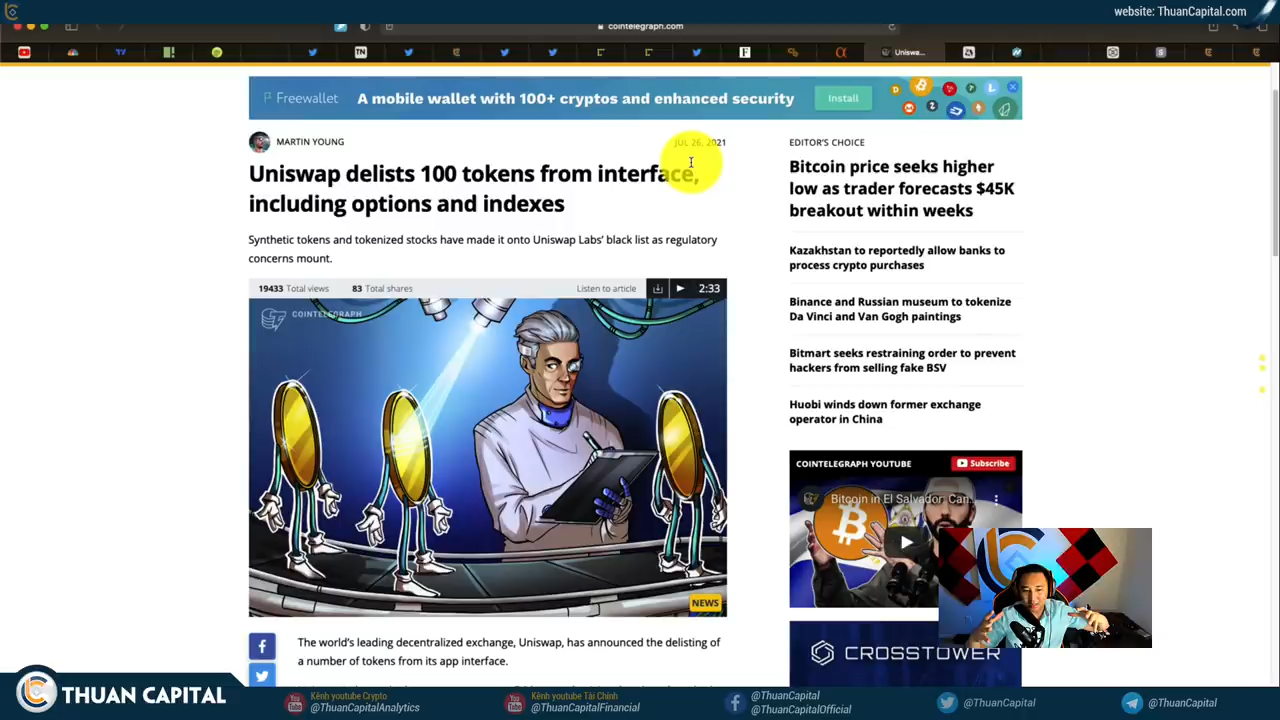 website: ThuanCapital.com
cointelegraph.com
Uniswa...
Freewallet
A mobile wallet with 100+ cryptos and enhanced security
Install
MARTIN YOUNG
JUL 26, 2021
Uniswap delists 100 tokens from interface,
including options and indexes
Synthetic tokens and tokenized stocks have made it onto Uniswap Labs’ black list as regulatory
concerns mount.
19433 Total views
83 Total shares
Listen to article
2:33
COINTELEGRAPH
NEWS
The world’s leading decentralized exchange, Uniswap, has announced the delisting of
a number of tokens from its app interface.
EDITOR’S CHOICE
Bitcoin price seeks higher
low as trader forecasts $45K
breakout within weeks
Kazakhstan to reportedly allow banks to
process crypto purchases
Binance and Russian museum to tokenize
Da Vinci and Van Gogh paintings
Bitmart seeks restraining order to prevent
hackers from selling fake BSV
Huobi winds down former exchange
operator in China
COINTELEGRAPH YOUTUBE
Subscribe
Bitcoin in El Salvador: Can...
CROSSTOWER
THUAN CAPITAL
Kênh youtube Crypto
@ThuanCapitalAnalytics
Kênh youtube Tài Chính
@ThuanCapitalFinancial
@ThuanCapital
@ThuanCapitalOfficial
@ThuanCapital
@ThuanCapital